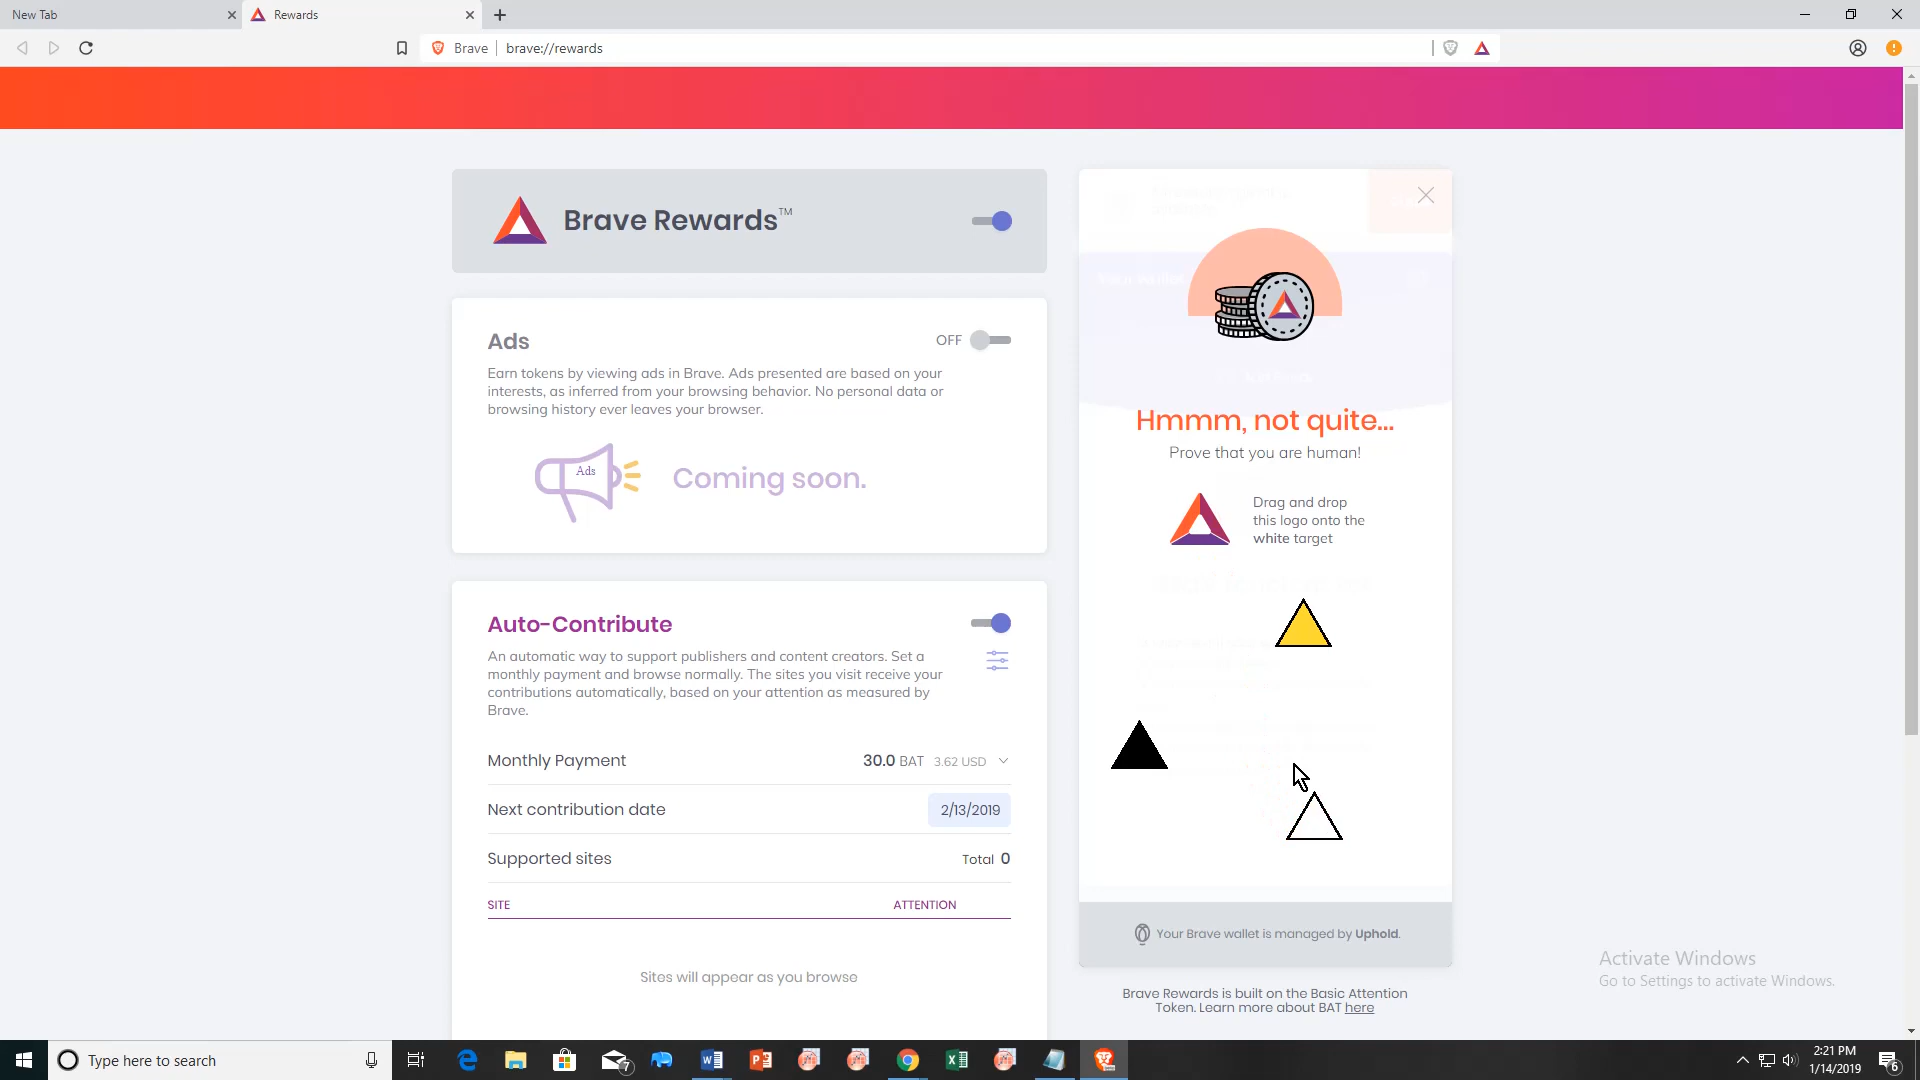 New Tab
Rewards
Brave
brave://rewards
Brave Rewards™
Ads
OFF
Earn tokens by viewing ads in Brave. Ads presented are based on your
interests, as inferred from your browsing behavior. No personal data or
browsing history ever leaves your browser.
Ads
Coming soon.
Auto-Contribute
An automatic way to support publishers and content creators. Set a
monthly payment and browse normally. The sites you visit receive your
contributions automatically, based on your attention as measured by
Brave.
Monthly Payment
30.0 BAT 3.62 USD
Next contribution date
2/13/2019
Supported sites
Total 0
SITE
ATTENTION
Sites will appear as you browse
Hmmm, not quite...
Prove that you are human!
Drag and drop
this logo onto the
white target
Your Brave wallet is managed by Uphold.
Brave Rewards is built on the Basic Attention
Token. Learn more about BAT here
Activate Windows
Go to Settings to activate Windows.
Type here to search
7
2:21 PM
1/14/2019
6